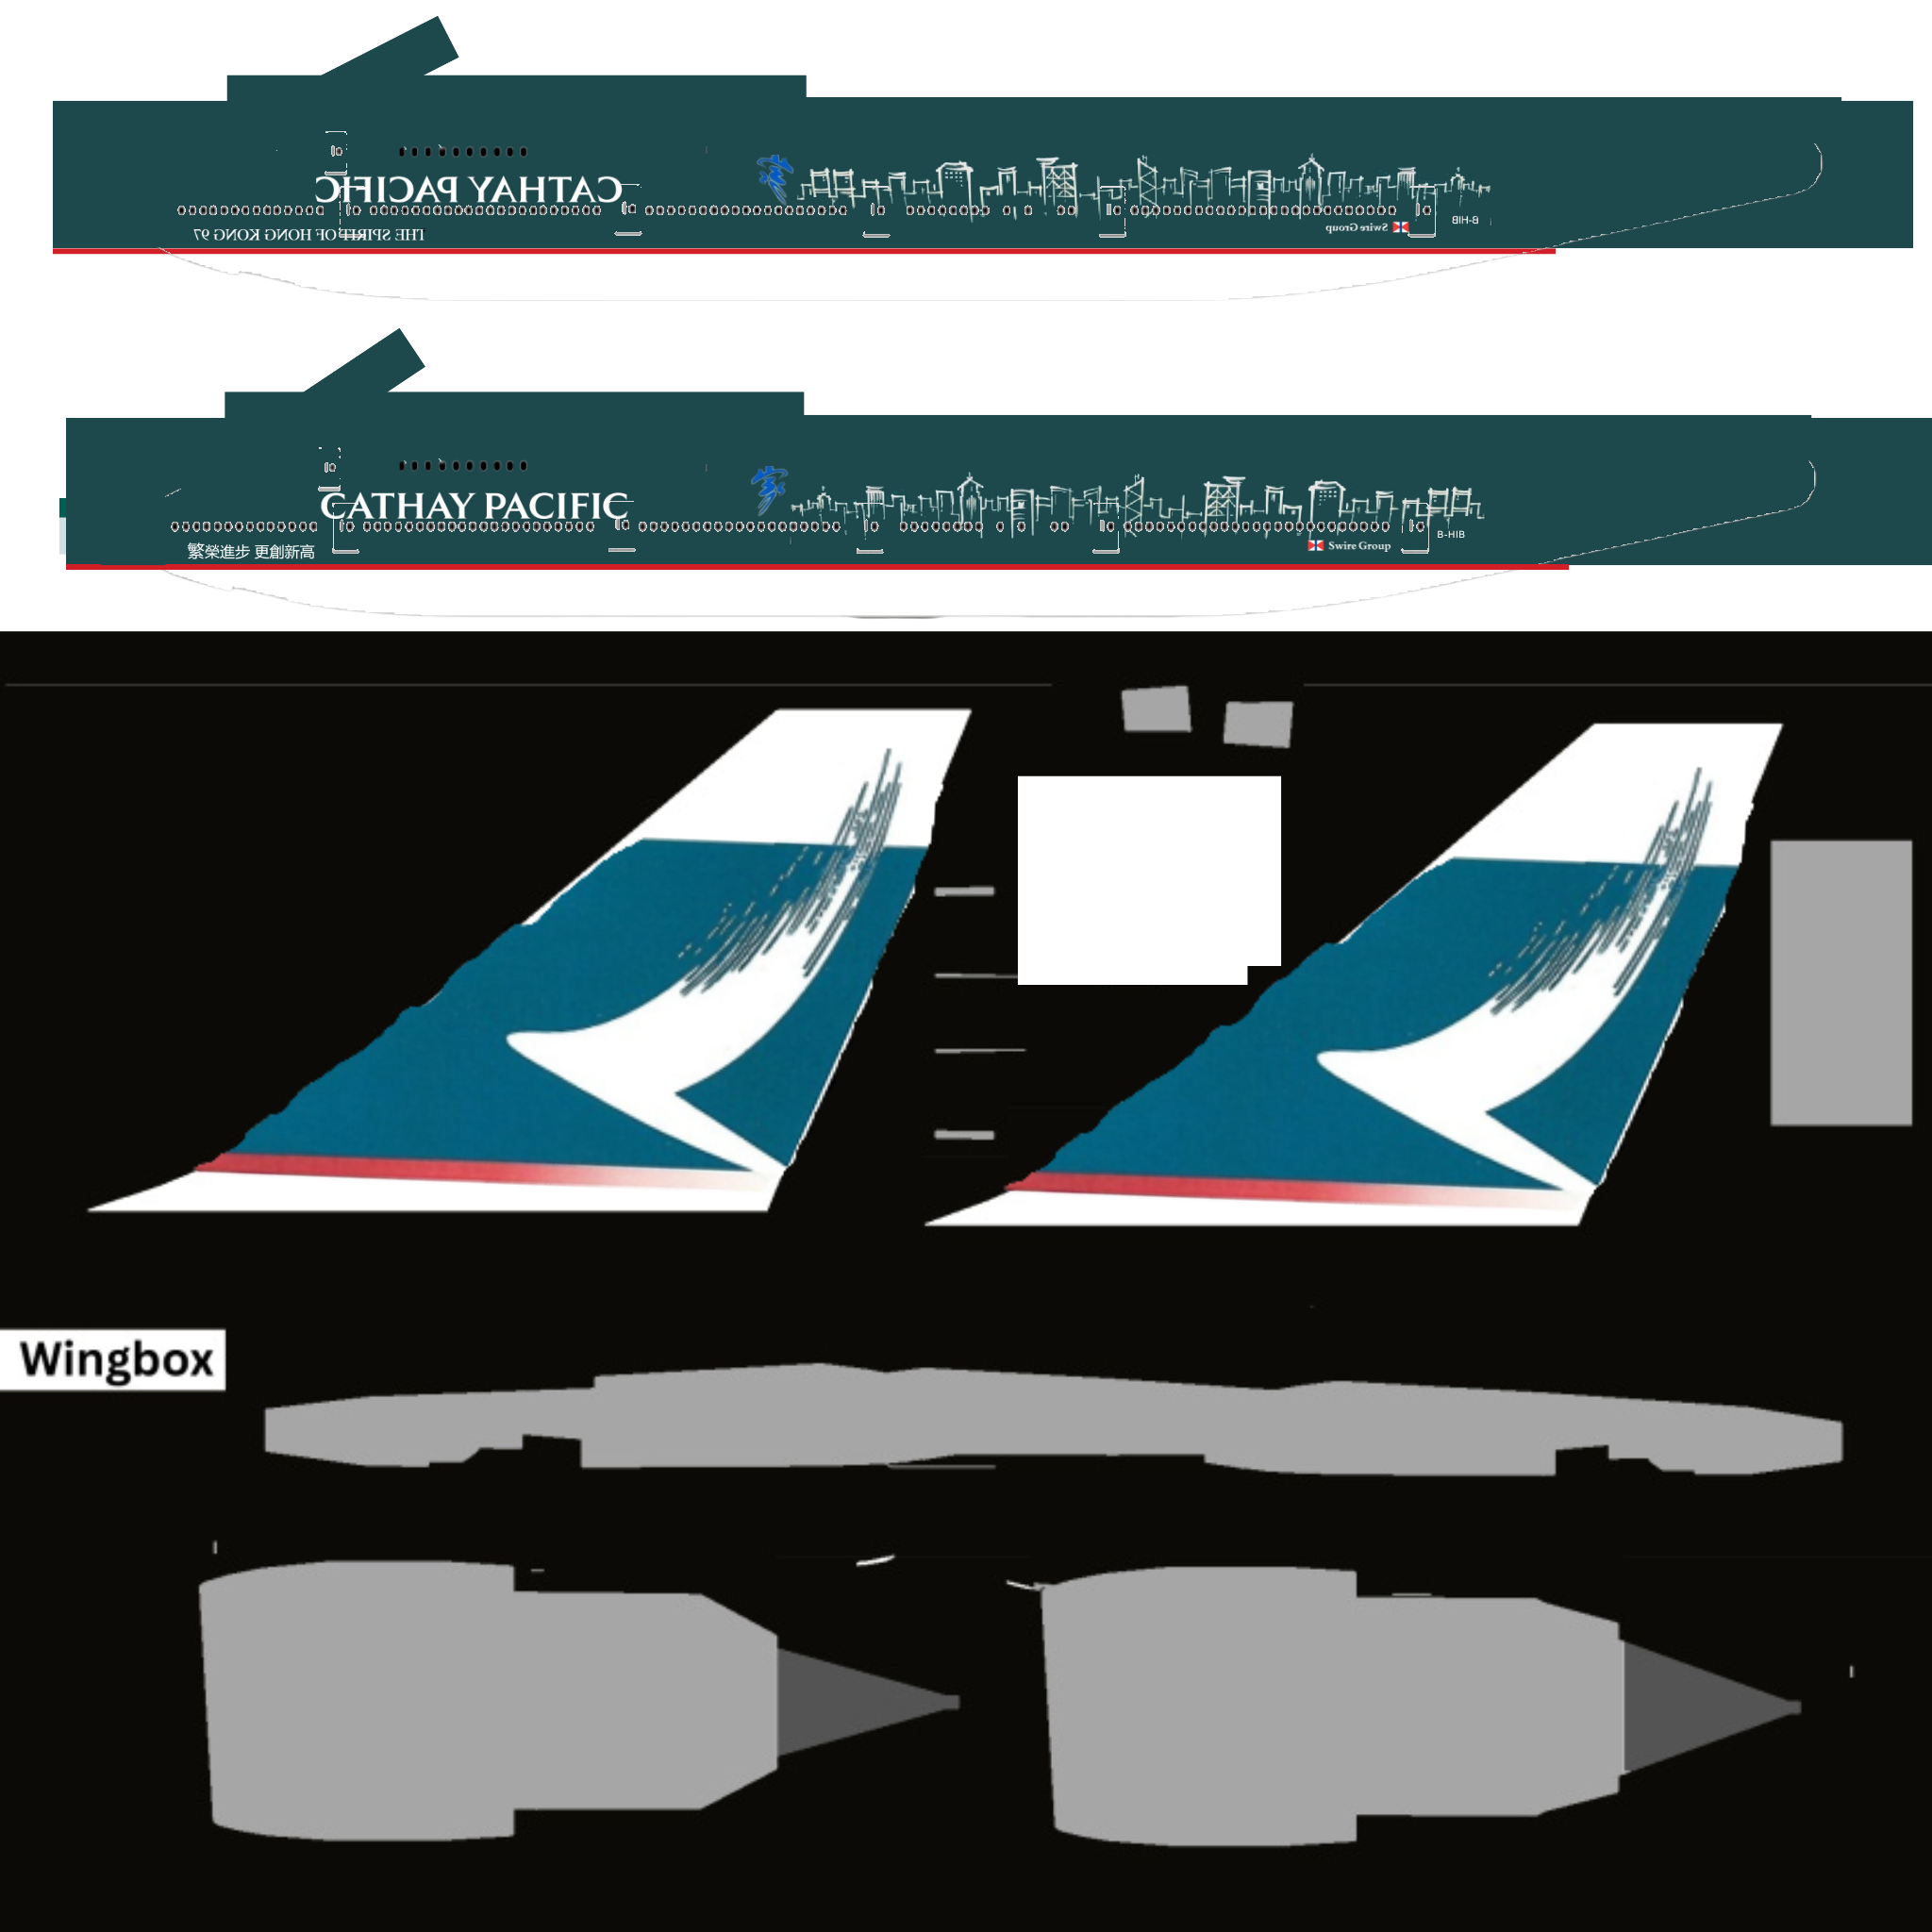 CATHAY PACIFIC
THE SPIRIT OF HONG KONG 97
Swire Group
B-HIB
CATHAY PACIFIC
繁榮進步 更創新高
Swire Group
B-HIB
Wingbox